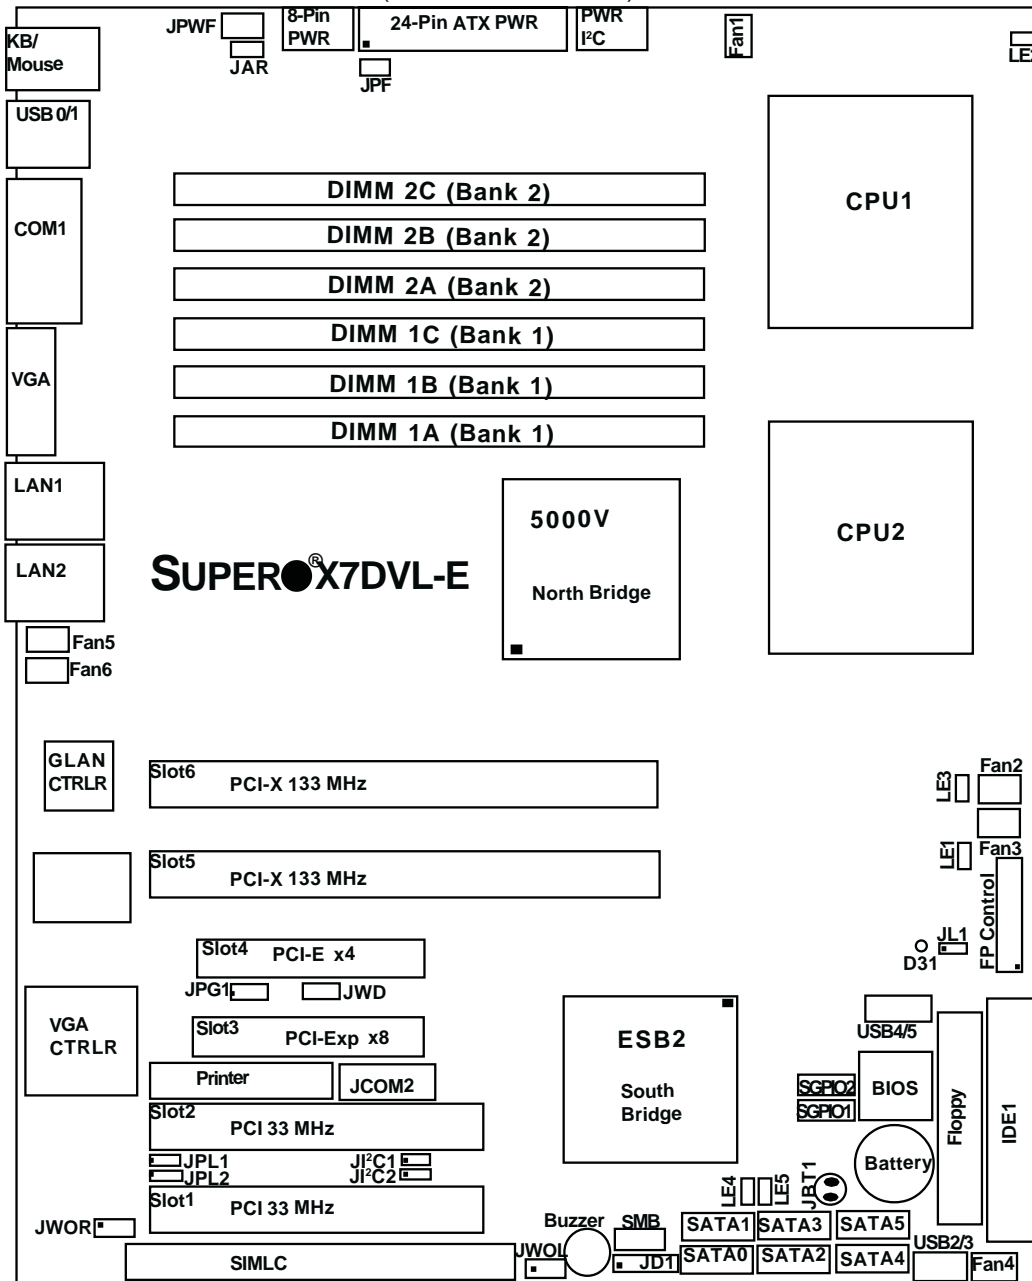 JPWF
8-Pin
PWR
24-Pin ATX PWR
PWR
I²C
Fan1
KB/
Mouse
JAR
JPF
USB 0/1
DIMM 2C (Bank 2)
CPU1
COM1
DIMM 2B (Bank 2)
DIMM 2A (Bank 2)
DIMM 1C (Bank 1)
VGA
DIMM 1B (Bank 1)
DIMM 1A (Bank 1)
LAN1
5000V
CPU2
LAN2
SUPER●®X7DVL-E
North Bridge
Fan5
Fan6
GLAN
CTRLR
Slot6
PCI-X 133 MHz
LE3
Fan2
Slot5
PCI-X 133 MHz
LE1
Fan3
FP Control
Slot4
PCI-E x4
JL1
D31
JPG1
JWD
VGA
CTRLR
Slot3
PCI-Exp x8
ESB2
South
Bridge
USB4/5
Printer
JCOM2
SGPIO2
SGPIO1
BIOS
Floppy
IDE1
Slot2
PCI 33 MHz
JPL1
JPL2
JI²C1
JI²C2
Battery
LE4
LE5
JBT1
Slot1
PCI 33 MHz
JWOR
Buzzer
SMB
SATA1
SATA3
SATA5
SIMLC
JWOL
JD1
SATA0
SATA2
SATA4
USB2/3
Fan4